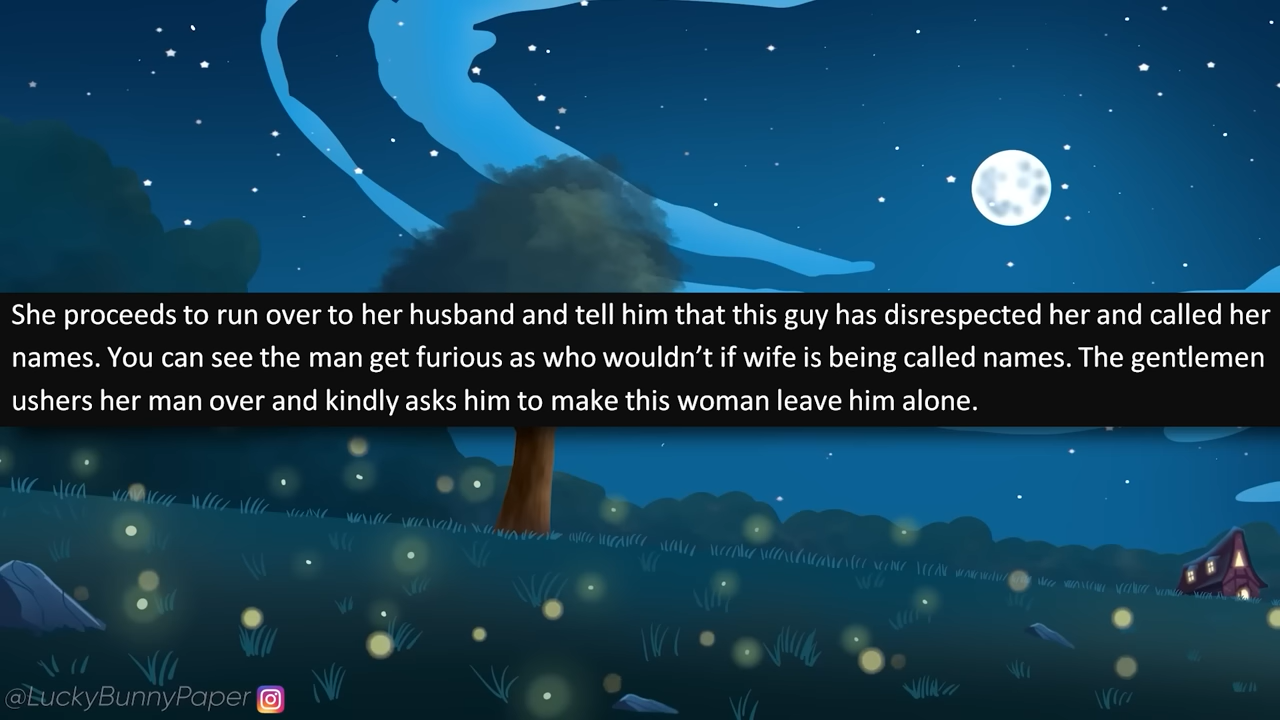 She proceeds to run over to her husband and tell him that this guy has disrespected her and called her
names. You can see the man get furious as who wouldn’t if wife is being called names. The gentlemen
ushers her man over and kindly asks him to make this woman leave him alone.
@LuckyBunnyPaper